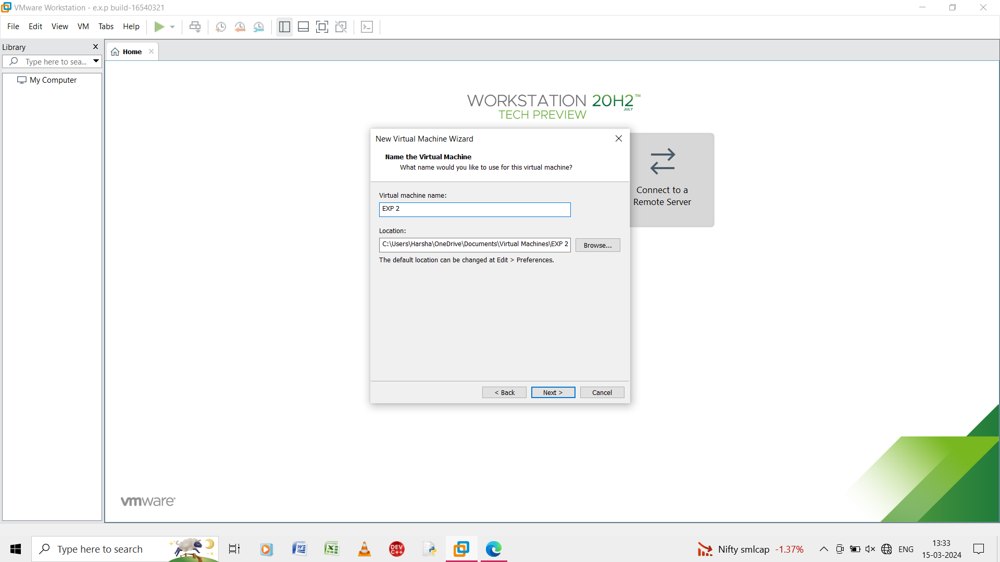 VMware Workstation - e.x.p build-16540321
File Edit View VM Tabs Help
Library
Type here to sea...
My Computer
Home
WORKSTATION 20H2™
JULY
TECH PREVIEW
New Virtual Machine Wizard
Name the Virtual Machine
What name would you like to use for this virtual machine?
Virtual machine name:
EXP 2
Location:
C:\Users\Harsha\OneDrive\Documents\Virtual Machines\EXP 2
Browse...
The default location can be changed at Edit > Preferences.
< Back Next > Cancel
Connect to a
Remote Server
vmware
Type here to search
DEV
C++
Nifty smlcap -1.37%
ENG
13:33
15-03-2024